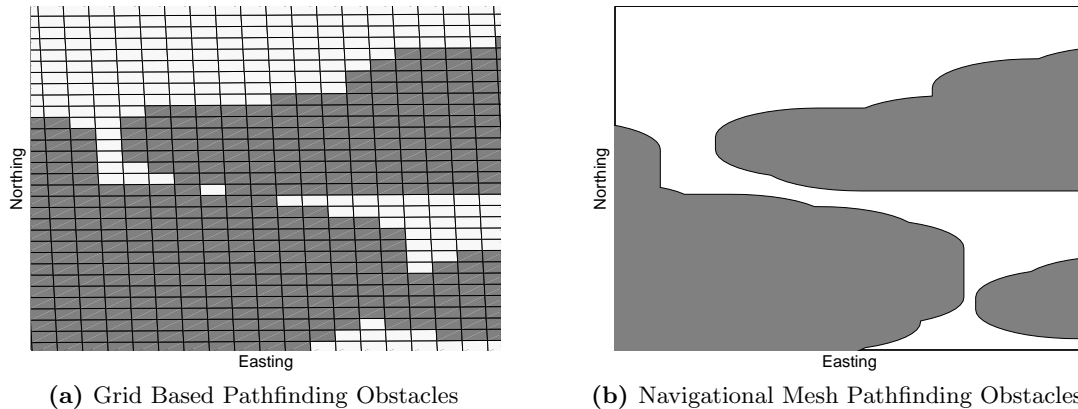 Northing
Easting
(a) Grid Based Pathfinding Obstacles
Northing
Easting
(b) Navigational Mesh Pathfinding Obstacles